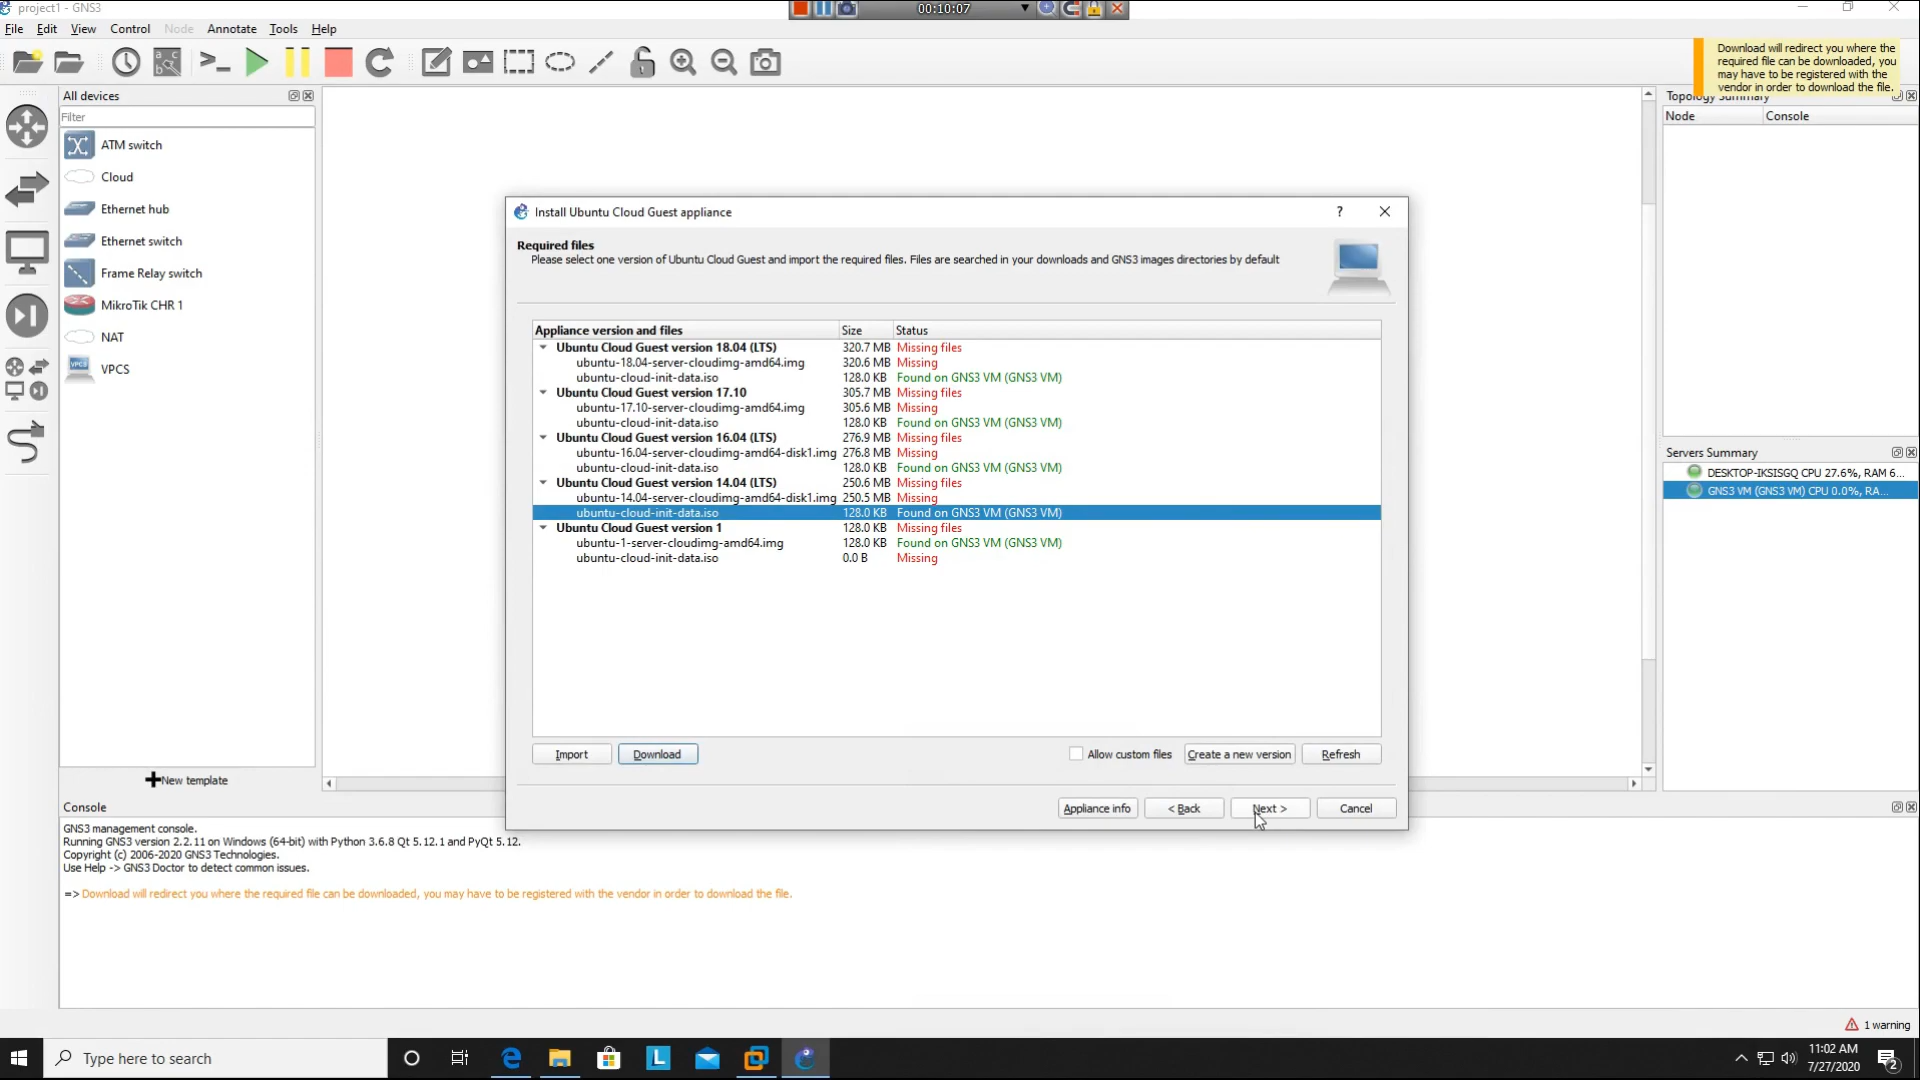 project1 - GNS3
00:10:07
File Edit View Control Node Annotate Tools Help
Download will redirect you where the
required file can be downloaded, you
may have to be registered with the
vendor in order to download the file.
All devices
Filter
ATM switch
Cloud
Ethernet hub
Ethernet switch
Frame Relay switch
MikroTik CHR 1
NAT
VPCS
New template
Install Ubuntu Cloud Guest appliance
Required files
Please select one version of Ubuntu Cloud Guest and import the required files. Files are searched in your downloads and GNS3 images directories by default
Appliance version and files Size Status
Ubuntu Cloud Guest version 18.04 (LTS) 320.7 MB Missing files
ubuntu-18.04-server-cloudimg-amd64.img 320.6 MB Missing
ubuntu-cloud-init-data.iso 128.0 KB Found on GNS3 VM (GNS3 VM)
Ubuntu Cloud Guest version 17.10 305.7 MB Missing files
ubuntu-17.10-server-cloudimg-amd64.img 305.6 MB Missing
ubuntu-cloud-init-data.iso 128.0 KB Found on GNS3 VM (GNS3 VM)
Ubuntu Cloud Guest version 16.04 (LTS) 276.9 MB Missing files
ubuntu-16.04-server-cloudimg-amd64-disk1.img 276.8 MB Missing
ubuntu-cloud-init-data.iso 128.0 KB Found on GNS3 VM (GNS3 VM)
Ubuntu Cloud Guest version 14.04 (LTS) 250.6 MB Missing files
ubuntu-14.04-server-cloudimg-amd64-disk1.img 250.5 MB Missing
ubuntu-cloud-init-data.iso 128.0 KB Found on GNS3 VM (GNS3 VM)
Ubuntu Cloud Guest version 1 128.0 KB Missing files
ubuntu-1-server-cloudimg-amd64.img 128.0 KB Found on GNS3 VM (GNS3 VM)
ubuntu-cloud-init-data.iso 0.0 B Missing
Import Download Allow custom files Create a new version Refresh
Appliance info < Back Next > Cancel
Topology Summary
Node Console
Servers Summary
DESKTOP-IKSISGQ CPU 27.6%, RAM 6...
GNS3 VM (GNS3 VM) CPU 0.0%, RA...
Console
GNS3 management console.
Running GNS3 version 2.2.11 on Windows (64-bit) with Python 3.6.8 Qt 5.12.1 and PyQt 5.12.
Copyright (c) 2006-2020 GNS3 Technologies.
Use Help -> GNS3 Doctor to detect common issues.
=> Download will redirect you where the required file can be downloaded, you may have to be registered with the vendor in order to download the file.
1 warning
Type here to search
11:02 AM
7/27/2020
2